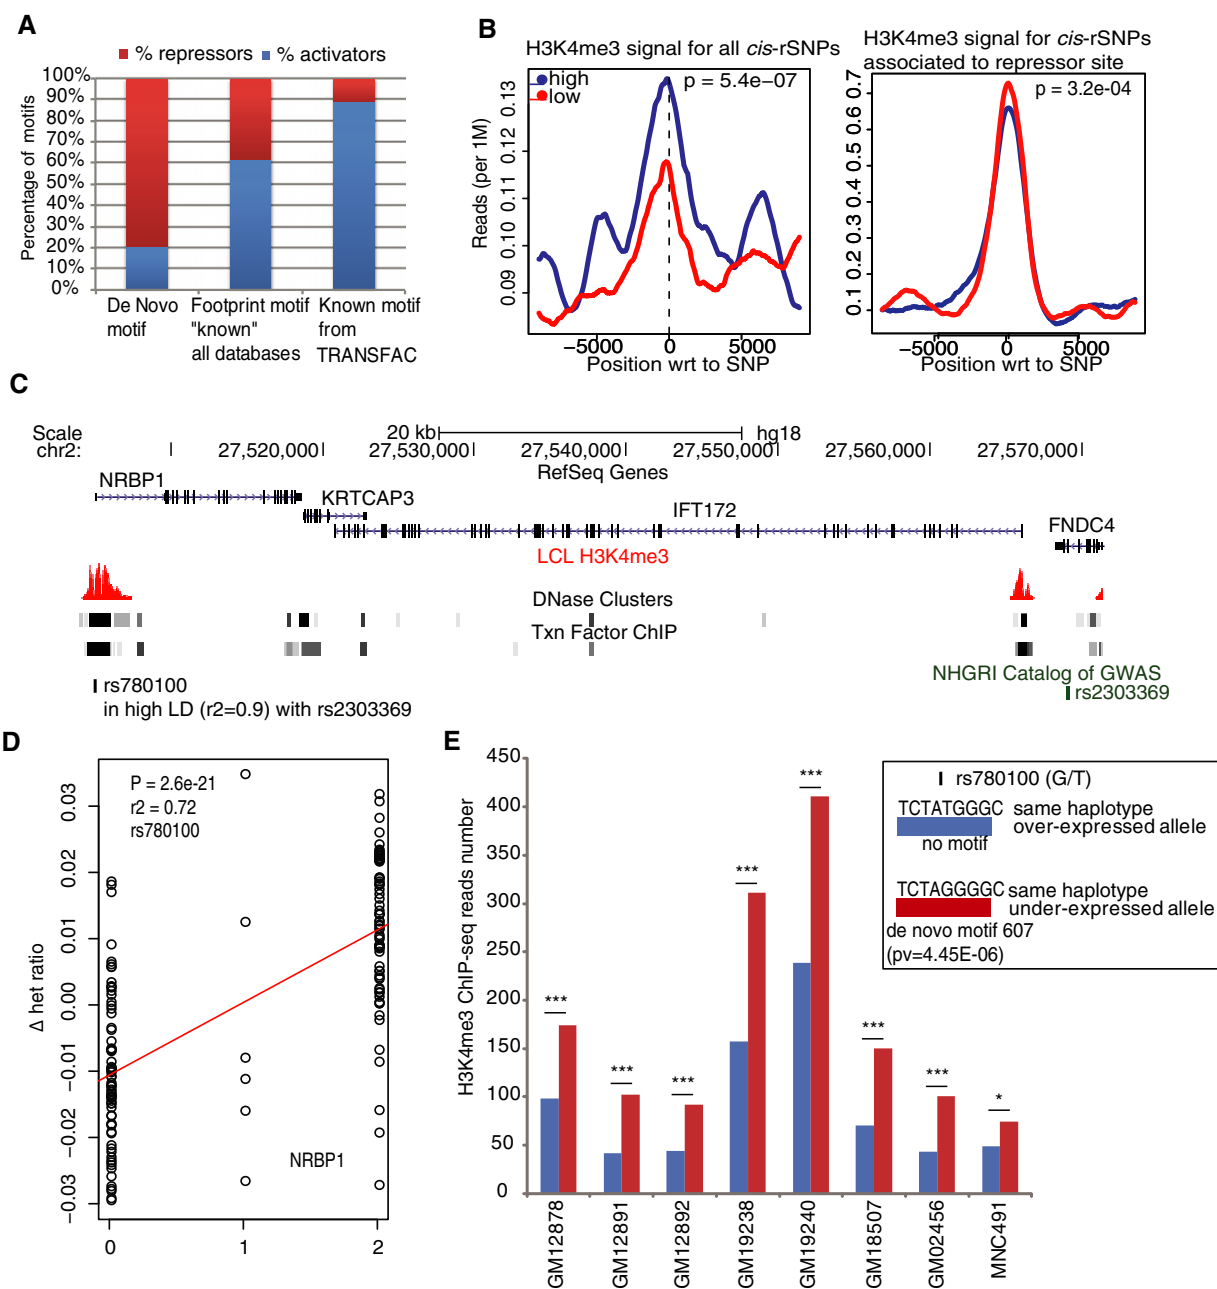 A
% repressors % activators
Percentage of motifs
100%
90%
80%
70%
60%
50%
40%
30%
20%
10%
0%
De Novo motif
Footprint motif "known" all databases
Known motif from TRANSFAC
B
H3K4me3 signal for all cis-rSNPs
high
low
p = 5.4e−07
Reads (per 1M)
0.13
0.12
0.11
0.10
0.09
−5000 0 5000
Position wrt to SNP
H3K4me3 signal for cis-rSNPs
associated to repressor site
p = 3.2e-04
0.7
0.6
0.5
0.4
0.3
0.2
0.1
−5000 0 5000
Position wrt to SNP
C
Scale 20 kb hg18
chr2: 27,520,000 27,530,000 27,540,000 27,550,000 27,560,000 27,570,000
RefSeq Genes
NRBP1
KRTCAP3
IFT172
FNDC4
LCL H3K4me3
DNase Clusters
Txn Factor ChIP
NHGRI Catalog of GWAS
rs2303369
rs780100
in high LD (r2=0.9) with rs2303369
D
P = 2.6e-21
r2 = 0.72
rs780100
Δ het ratio
0.03
0.02
0.01
0.00
−0.01
−0.02
−0.03
NRBP1
0 1 2
E
H3K4me3 ChIP-seq reads number
450
400
350
300
250
200
150
100
50
0
***
***
***
***
***
***
***
*
GM12878
GM12891
GM12892
GM19238
GM19240
GM18507
GM02456
MNC491
rs780100 (G/T)
TCTATGGGC same haplotype
over-expressed allele
no motif
TCTAGGGGC same haplotype
under-expressed allele
de novo motif 607
(pv=4.45E-06)